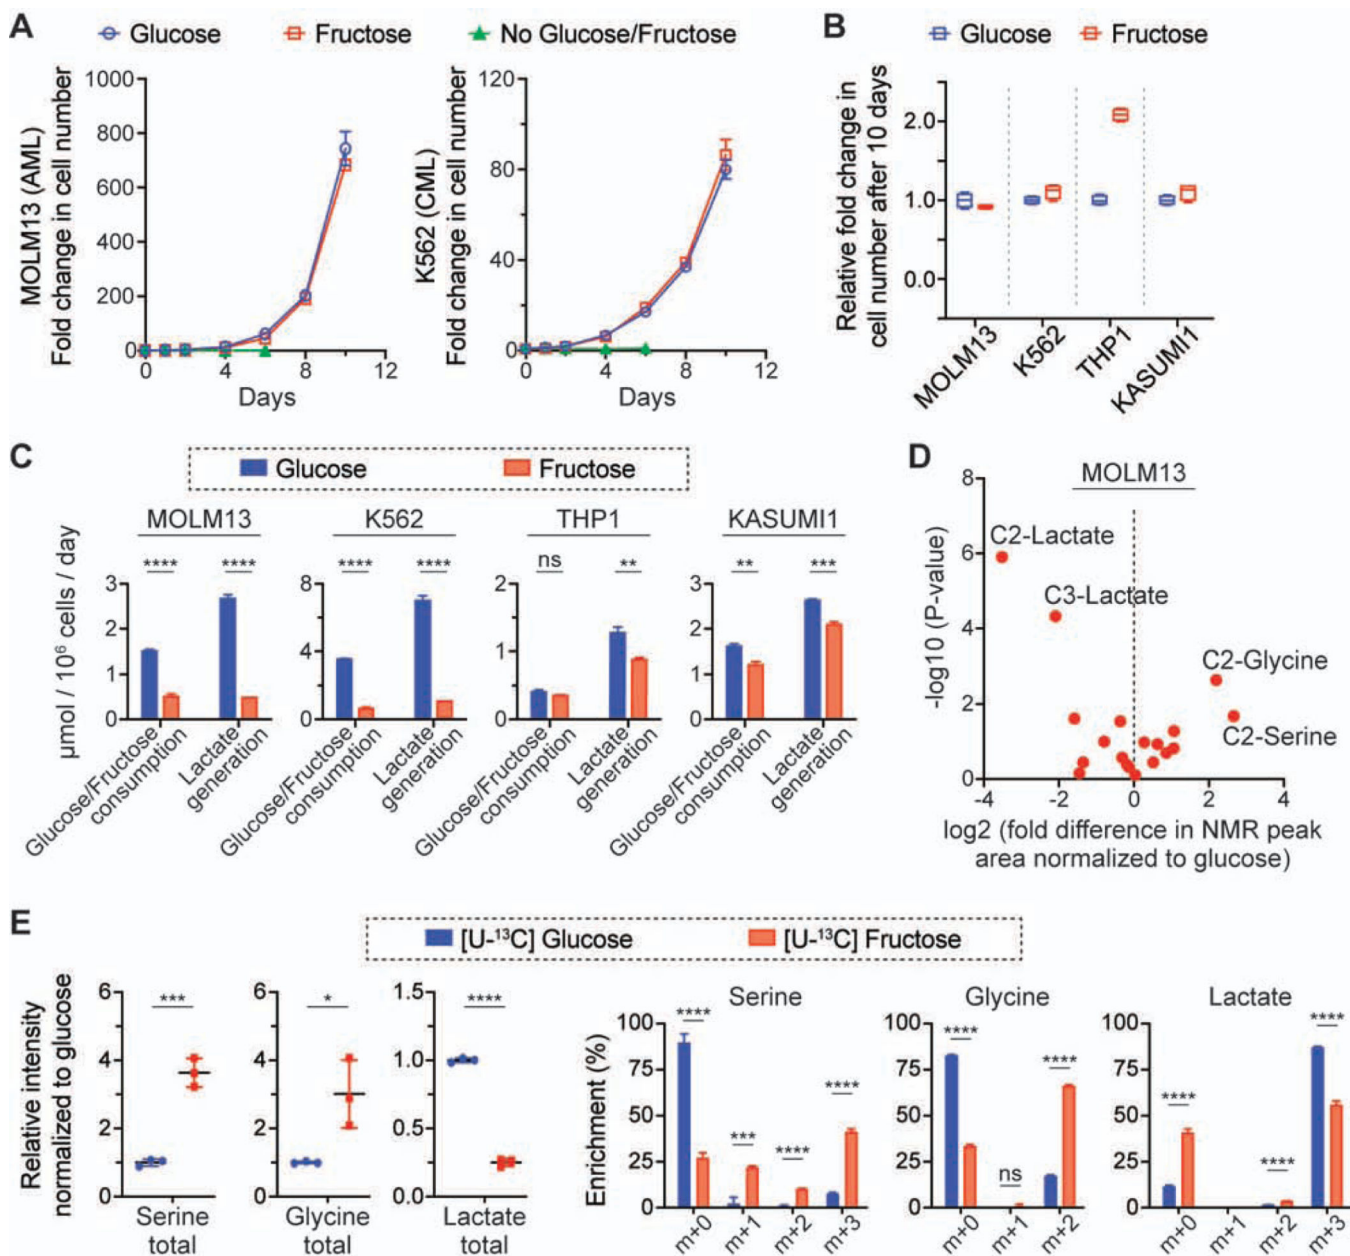 A
Glucose
Fructose
No Glucose/Fructose
MOLM13 (AML)
Fold change in cell number
1000
800
600
400
200
0
0
4
8
12
Days
K562 (CML)
Fold change in cell number
120
80
40
0
0
4
8
12
Days
B
Glucose
Fructose
Relative fold change in
cell number after 10 days
2.0
1.0
0.0
MOLM13
K562
THP1
KASUMI1
C
Glucose
Fructose
µmol / 10⁶ cells / day
MOLM13
****
****
3
2
1
0
Glucose/Fructose
consumption
Lactate
generation
K562
****
****
8
4
0
Glucose/Fructose
consumption
Lactate
generation
THP1
ns
**
2
1
0
Glucose/Fructose
consumption
Lactate
generation
KASUMI1
**
***
3
2
1
0
Glucose/Fructose
consumption
Lactate
generation
D
MOLM13
-log10 (P-value)
8
6
4
2
0
C2-Lactate
C3-Lactate
C2-Glycine
C2-Serine
-4
-2
0
2
4
log2 (fold difference in NMR peak
area normalized to glucose)
E
[U-¹³C] Glucose
[U-¹³C] Fructose
Relative intensity
normalized to glucose
6
4
2
0
***
Serine
total
6
4
2
0
*
Glycine
total
1.5
1.0
0.5
0.0
****
Lactate
total
Enrichment (%)
Serine
100
75
50
25
0
****
***
****
****
m+0
m+1
m+2
m+3
Glycine
100
75
50
25
0
****
ns
****
m+0
m+1
m+2
Lactate
100
75
50
25
0
****
****
****
m+0
m+1
m+2
m+3